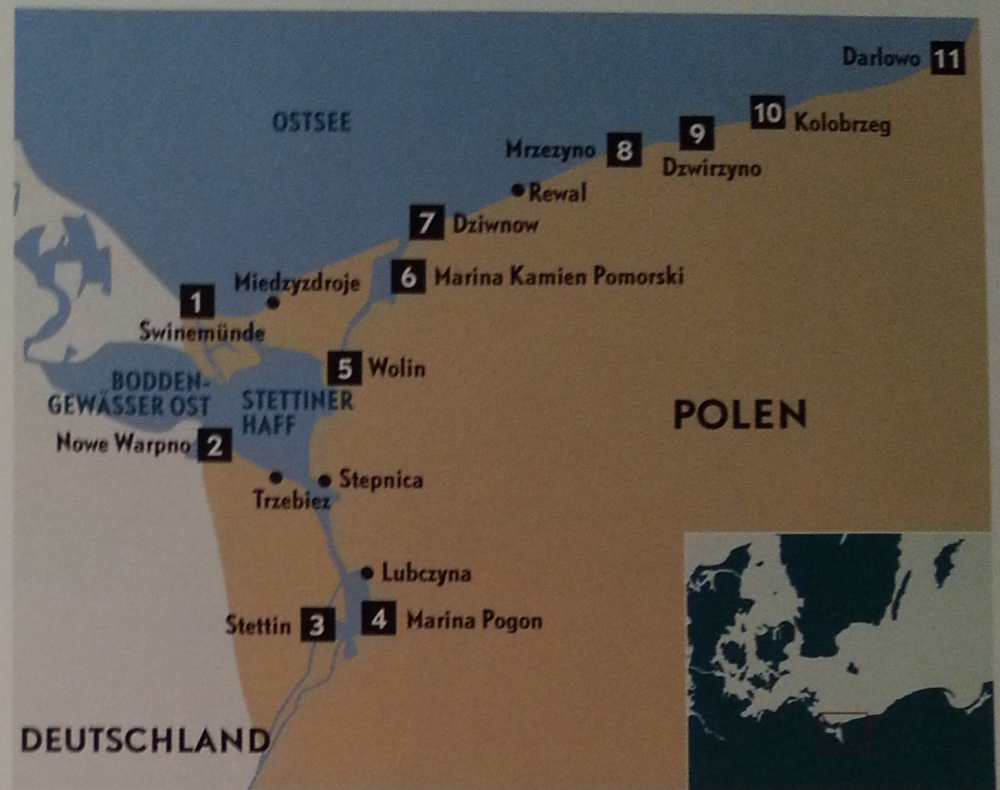 Darlowo 11
OSTSEE
10 Kolobrzeg
9
Dzwirzyno
Mrzezyno 8
Rewal
7 Dziwnow
6 Marina Kamien Pomorski
Miedzyzdroje
1
Swinemünde
5 Wolin
BODDEN-
GEWÄSSER OST
STETTINER
HAFF
POLEN
Nowe Warpno 2
Stepnica
Trzebiez
Lubczyna
Stettin 3
4 Marina Pogon
DEUTSCHLAND